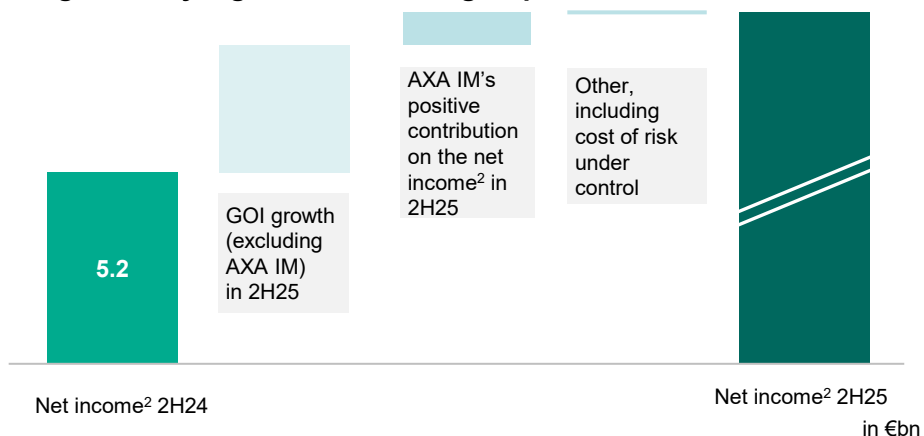 AXA IM’s
positive
contribution
on the net
income² in
2H25
Other,
including
cost of risk
under
control
GOI growth
(excluding
AXA IM)
in 2H25
5.2
Net income² 2H24
Net income² 2H25
in €bn